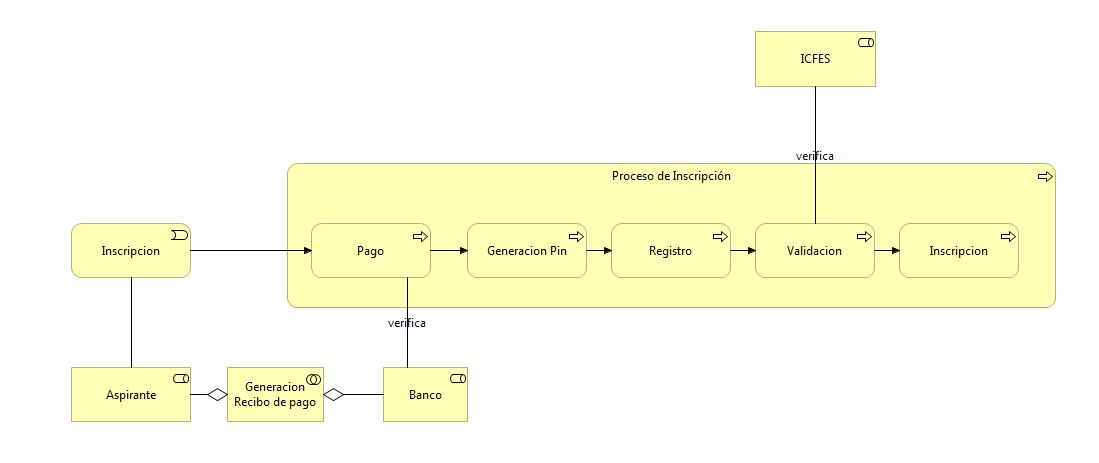 ICFES
verifica
Proceso de Inscripción
Inscripcion
Pago
Generacion Pin
Registro
Validacion
Inscripcion
verifica
Aspirante
Generacion
Recibo de pago
Banco